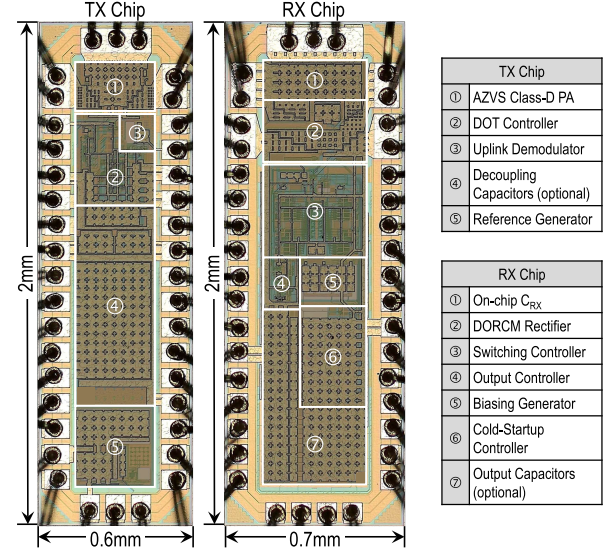 TX Chip
RX Chip
2mm
2mm
①
③
②
④
⑤
①
②
③
④
⑤
⑥
⑦
0.6mm
0.7mm
TX Chip
① AZVS Class-D PA
② DOT Controller
③ Uplink Demodulator
④ Decoupling
Capacitors (optional)
⑤ Reference Generator
RX Chip
① On-chip C_RX
② DORCM Rectifier
③ Switching Controller
④ Output Controller
⑤ Biasing Generator
⑥ Cold-Startup
Controller
⑦ Output Capacitors
(optional)